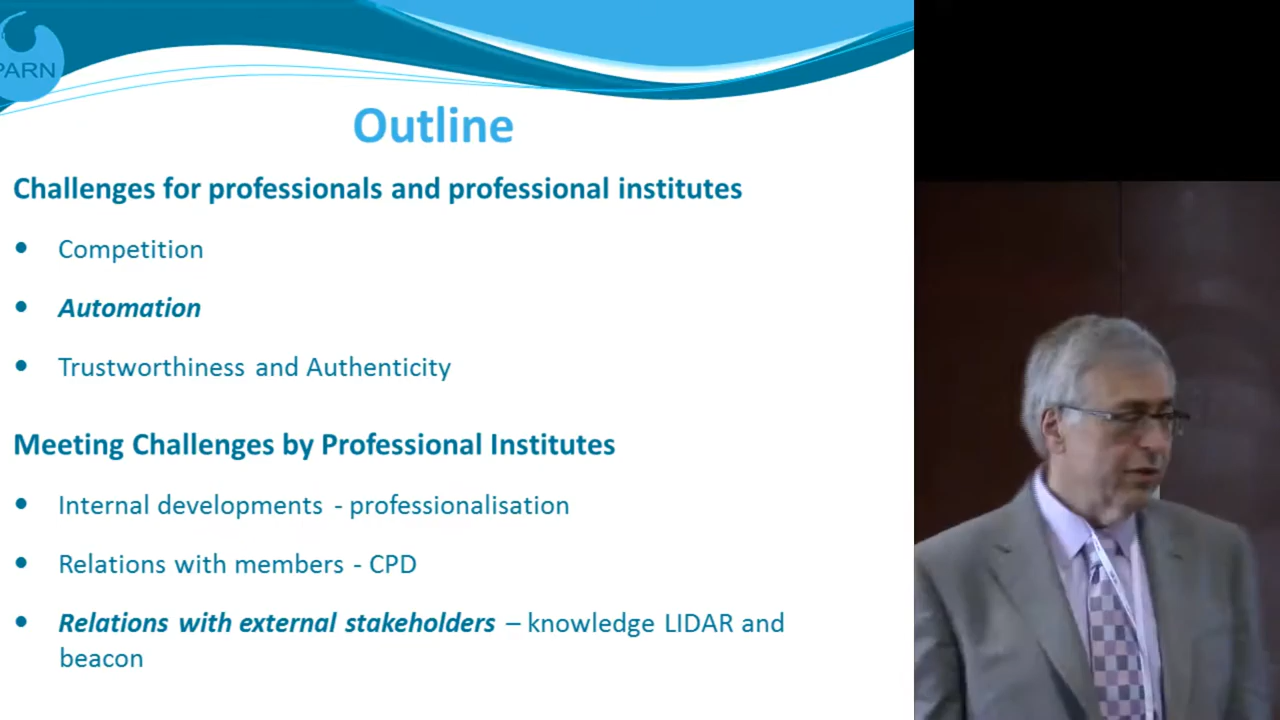 PARN
Outline
Challenges for professionals and professional institutes
• Competition
• Automation
• Trustworthiness and Authenticity
Meeting Challenges by Professional Institutes
• Internal developments - professionalisation
• Relations with members - CPD
• Relations with external stakeholders – knowledge LIDAR and
beacon